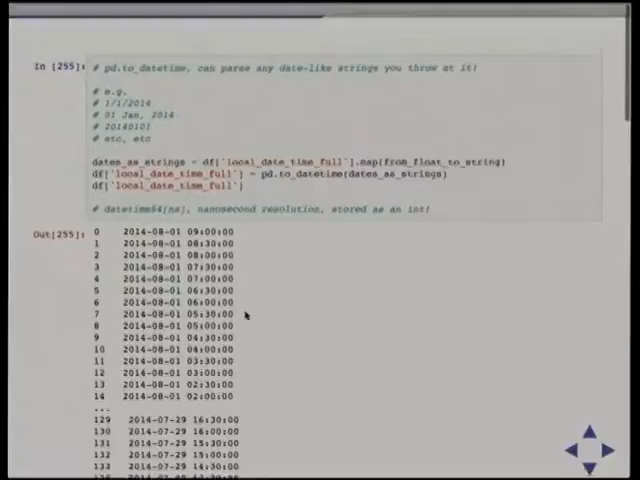 In [255]: # pd.to_datetime, can parse any date-like strings you throw at it!
# e.g.
# 1/1/2014
# 01 Jan, 2014
# 20140101
# etc, etc
dates_as_strings = df['local_date_time_full'].map(from_float_to_string)
df['local_date_time_full'] = pd.to_datetime(dates_as_strings)
df['local_date_time_full']
# datetime64[ns], nanosecond resolution, stored as an int!
Out[255]: 0 2014-08-01 09:00:00
1 2014-08-01 08:30:00
2 2014-08-01 08:00:00
3 2014-08-01 07:30:00
4 2014-08-01 07:00:00
5 2014-08-01 06:30:00
6 2014-08-01 06:00:00
7 2014-08-01 05:30:00
8 2014-08-01 05:00:00
9 2014-08-01 04:30:00
10 2014-08-01 04:00:00
11 2014-08-01 03:30:00
12 2014-08-01 03:00:00
13 2014-08-01 02:30:00
14 2014-08-01 02:00:00
...
129 2014-07-29 16:30:00
130 2014-07-29 16:00:00
131 2014-07-29 15:30:00
132 2014-07-29 15:00:00
133 2014-07-29 14:30:00